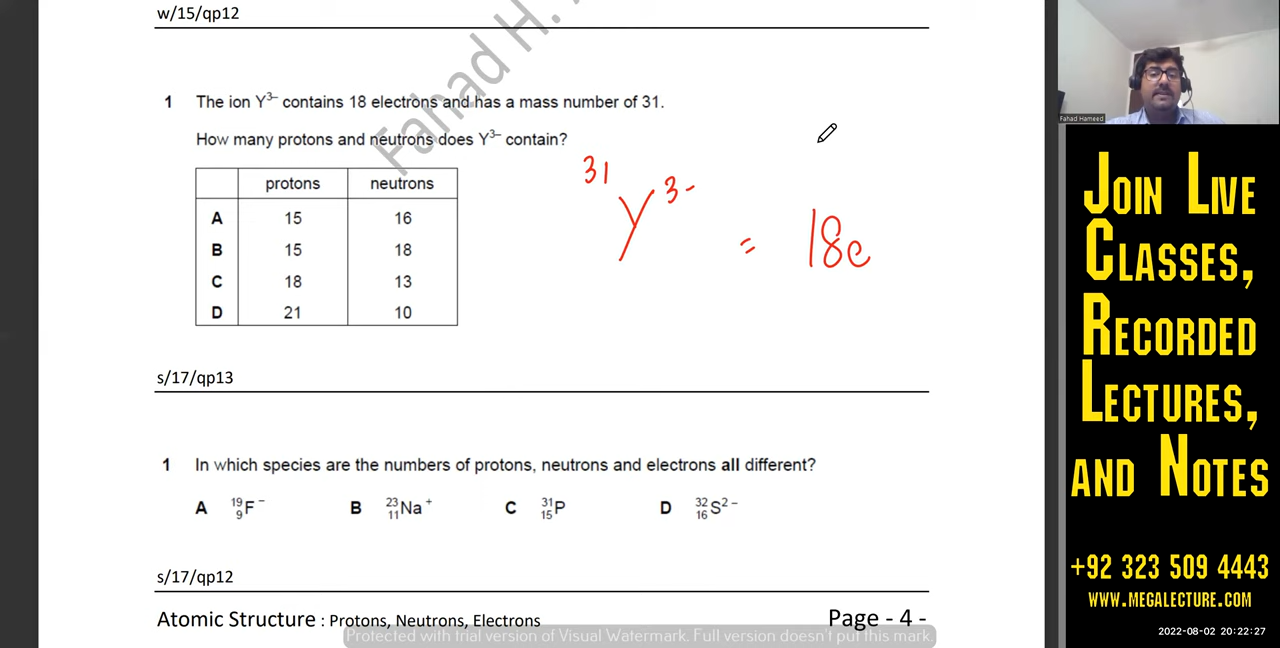 w/15/qp12
Fahad H.
1 The ion Y³⁻ contains 18 electrons and has a mass number of 31.
How many protons and neutrons does Y³⁻ contain?
protons neutrons
A 15 16
B 15 18
C 18 13
D 21 10
31 Y 3- = 18e
s/17/qp13
1 In which species are the numbers of protons, neutrons and electrons all different?
A ¹⁹₉F⁻ B ²³₁₁Na⁺ C ³¹₁₅P D ³²₁₆S²⁻
s/17/qp12
Atomic Structure : Protons, Neutrons, Electrons Page - 4 -
Protected with trial version of Visual Watermark. Full version doesn't put this mark.
Fahad Hameed
JOIN LIVE
CLASSES,
RECORDED
LECTURES,
AND NOTES
+92 323 509 4443
WWW.MEGALECTURE.COM
2022-08-02 20:22:27